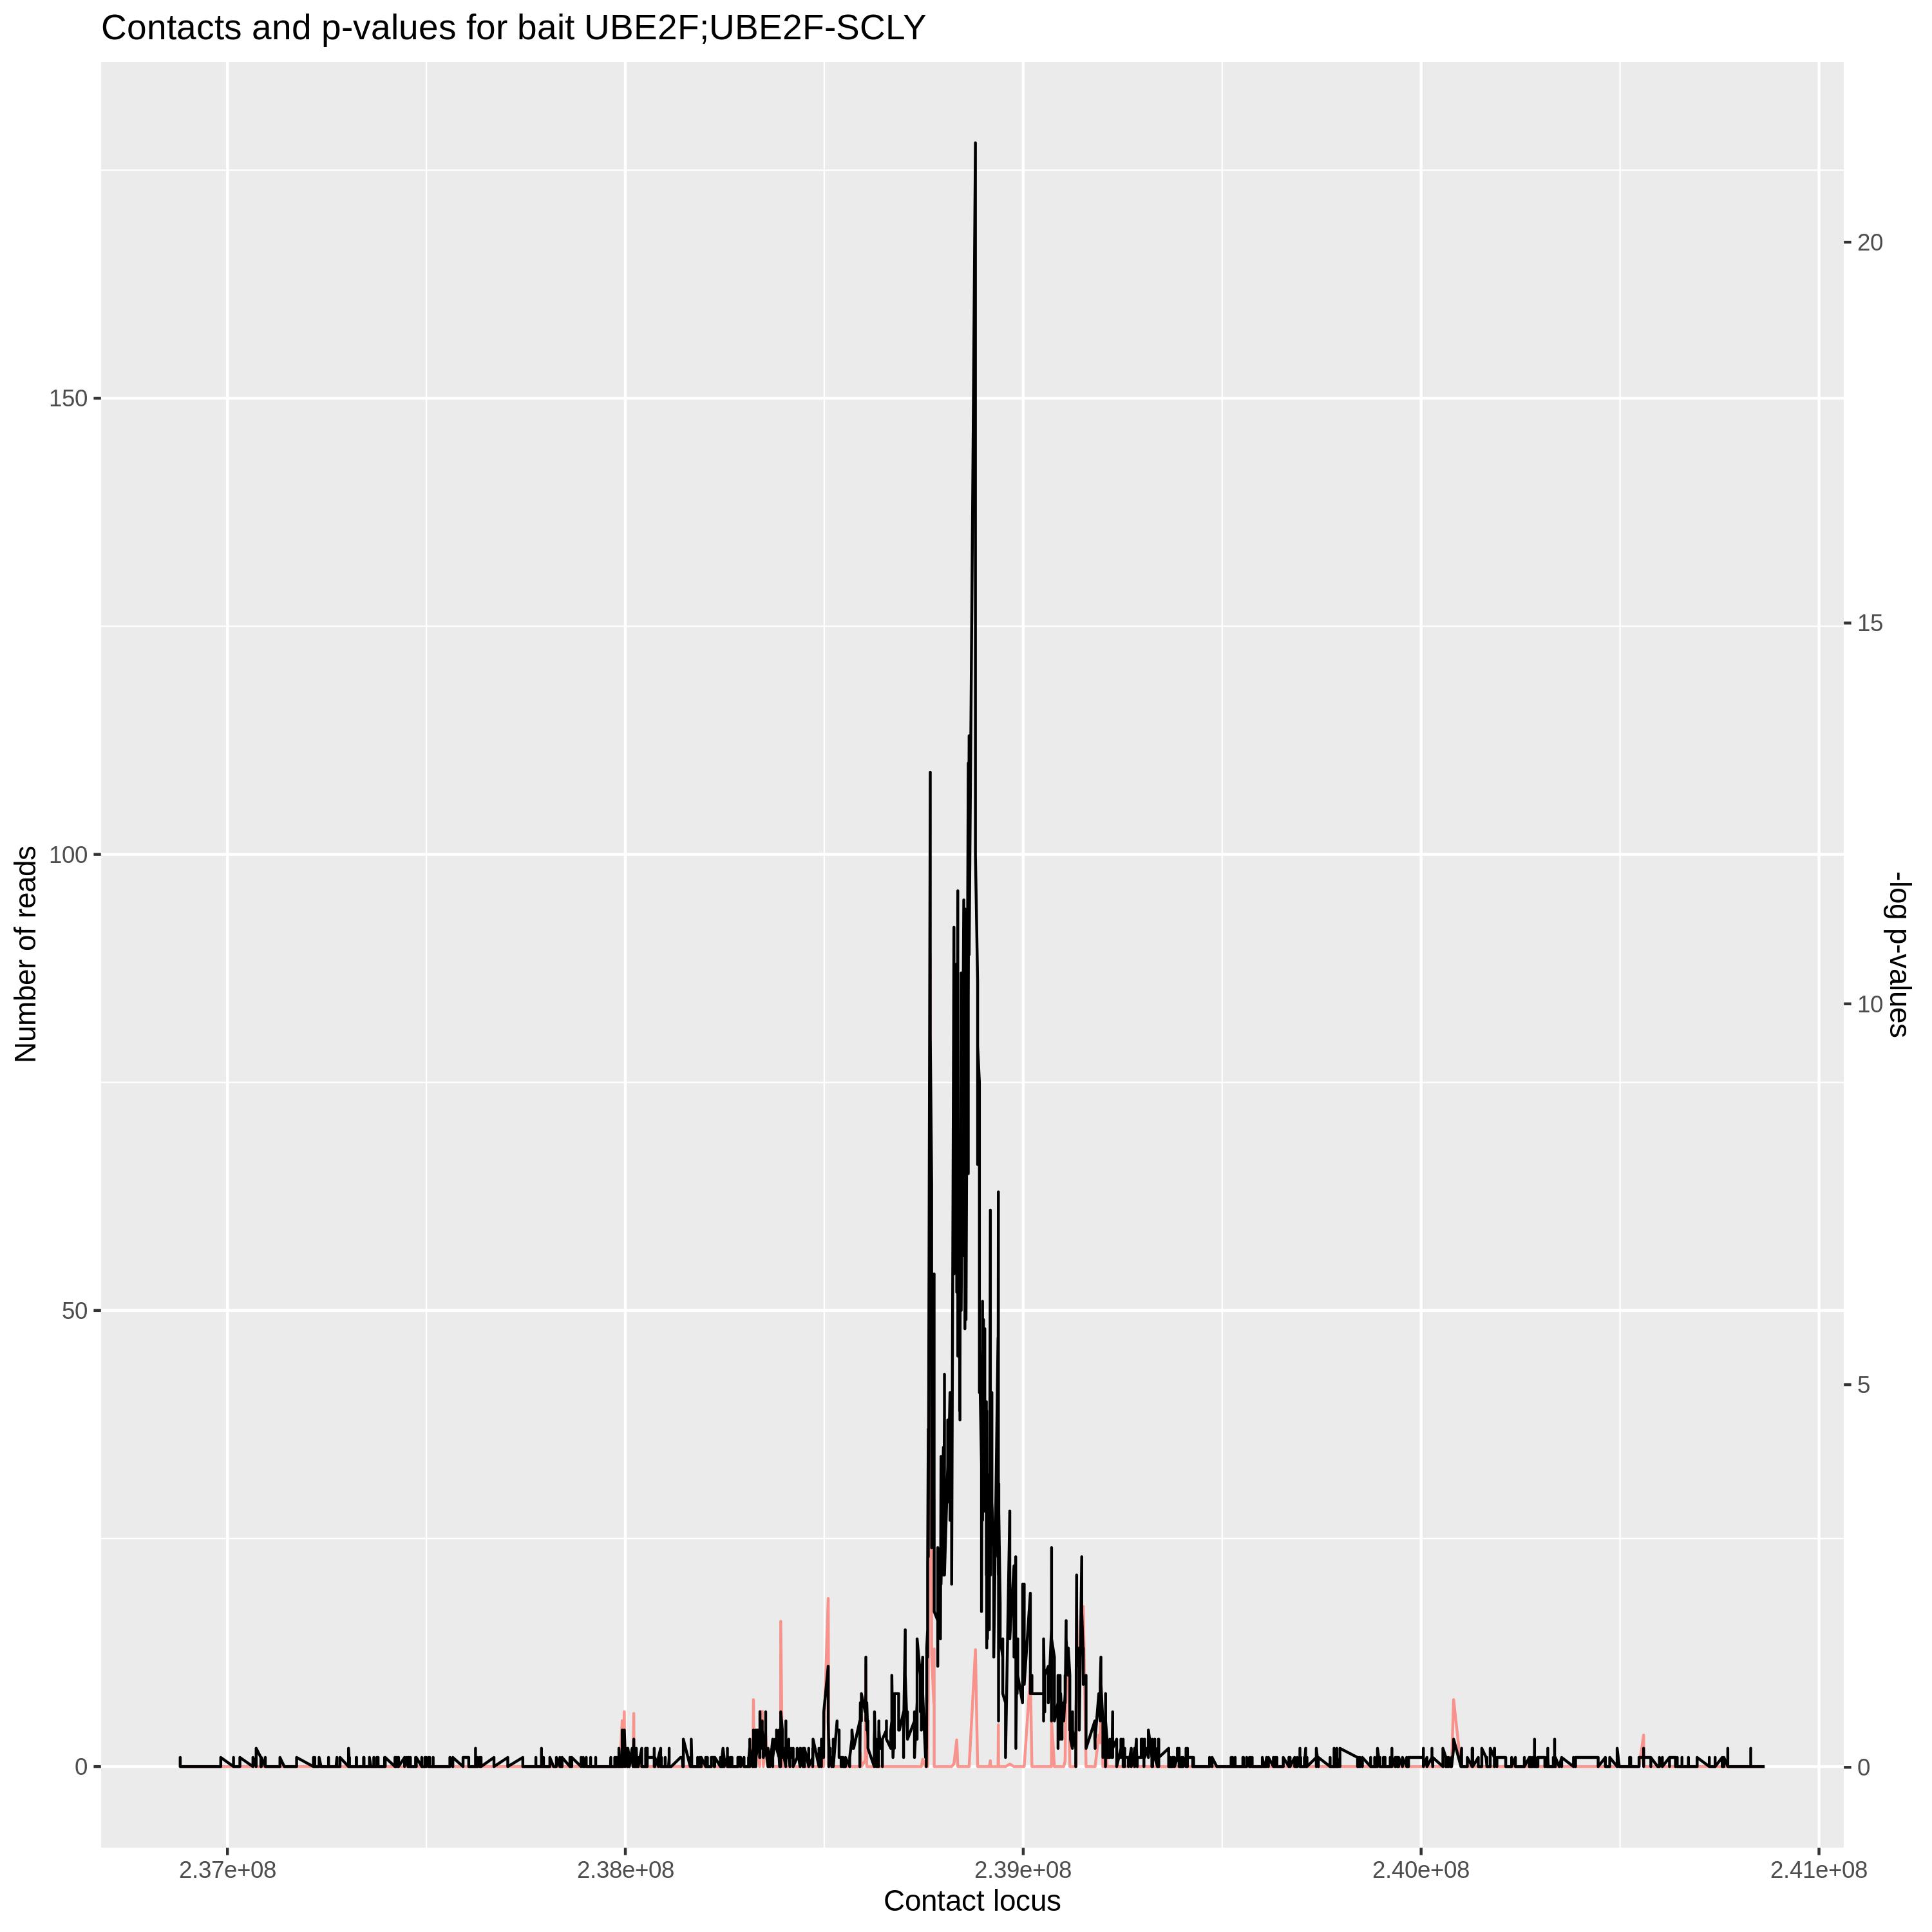 Contacts and p-values for bait UBE2F;UBE2F-SCLY
Number of reads
150
100
50
0
20
15
10
5
0
-log p-values
2.37e+08
2.38e+08
2.39e+08
2.40e+08
2.41e+08
Contact locus